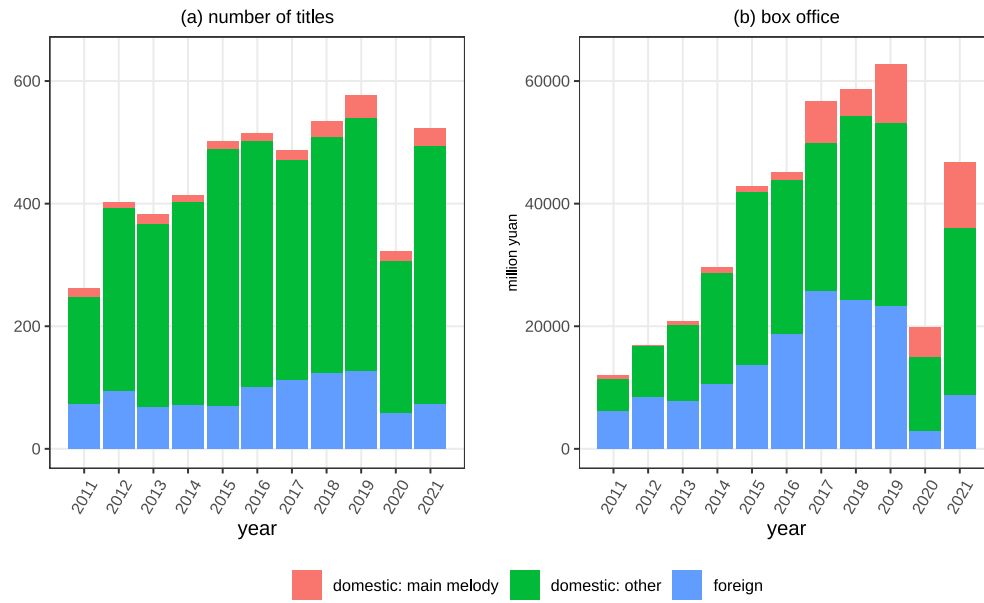 (a) number of titles
600
400
200
0
2011 2012 2013 2014 2015 2016 2017 2018 2019 2020 2021
year
(b) box office
million yuan
60000
40000
20000
0
2011 2012 2013 2014 2015 2016 2017 2018 2019 2020 2021
year
domestic: main melody domestic: other foreign